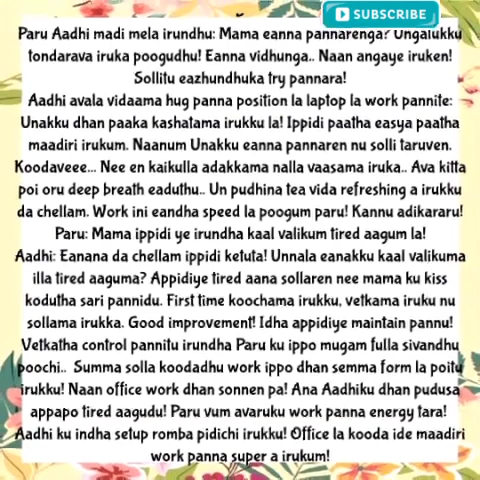 SUBSCRIBE
Paru Aadhi madi mela irundhu: Mama eanna pannarenga? Ungalukku
tondarava iruka poogudhu! Eanna vidhunga.. Naan angaye iruken!
Sollitu eazhundhuka try pannara!
Aadhi avala vidaama hug panna position la laptop la work pannite:
Unakku dhan paaka kashatama irukku la! Ippidi paatha easya paatha
maadiri irukum. Naanum Unakku eanna pannaren nu solli taruven.
Koodaveee... Nee en kaikulla adakkama nalla vaasama iruka.. Ava kitta
poi oru deep breath eaduthu.. Un pudhina tea vida refreshing a irukku
da chellam. Work ini eandha speed la poogum paru! Kannu adikararu!
Paru: Mama ippidi ye irundha kaal valikum tired aagum la!
Aadhi: Eanana da chellam ippidi ketuta! Unnala eanakku kaal valikuma
illa tired aaguma? Appidiye tired aana sollaren nee mama ku kiss
kodutha sari pannidu. First time koochama irukku, vetkama iruku nu
sollama irukka. Good improvement! Idha appidiye maintain pannu!
Vetkatha control pannitu irundha Paru ku ippo mugam fulla sivandhu
poochi.. Summa solla koodadhu work ippo dhan semma form la poitu
irukku! Naan office work dhan sonnen pa! Ana Aadhiku dhan pudusa
appapo tired aagudu! Paru vum avaruku work panna energy tara!
Aadhi ku indha setup romba pidichi irukku! Office la kooda ide maadiri
work panna super a irukum!